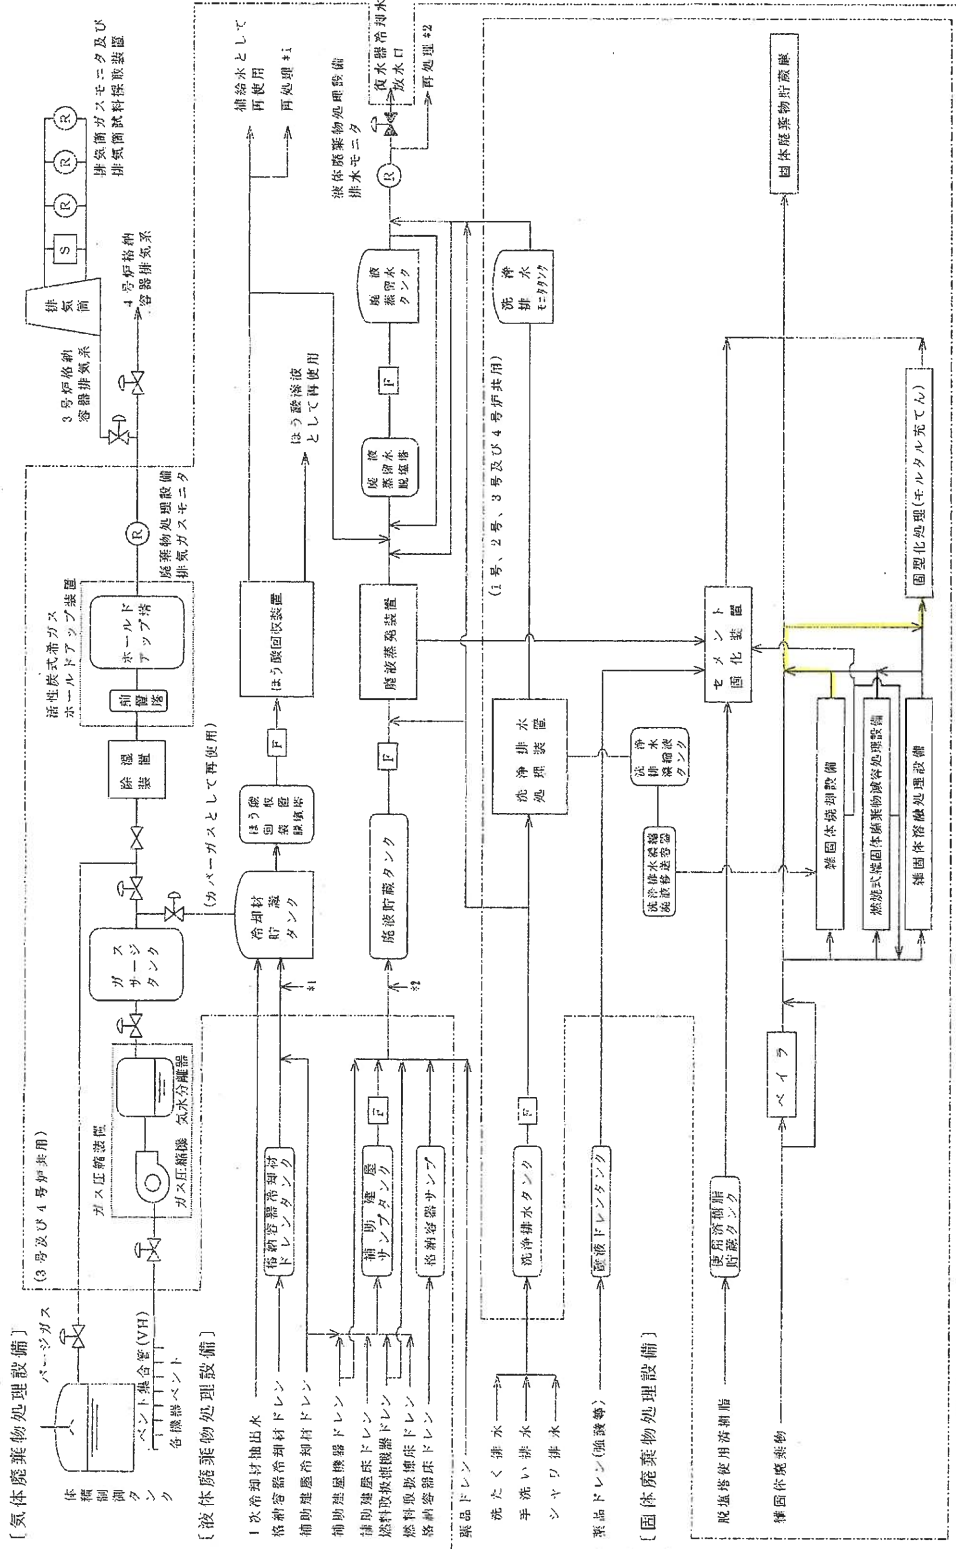 〔気体廃棄物処理設備〕
(3号及び4号炉共用)
体積制御タンク
パージガス
ベント集合管(VH)
各機器ベント
ガス圧縮装置
ガス圧縮機
気水分離器
ガス
サージ
タンク
(カバーガスとして再使用)
除湿
装置
活性炭式希ガス
ホールドアップ装置
前置塔
ホールド
アップ塔
R
廃棄物処理設備
排気ガスモニタ
3号炉格納
容器排気系
4号炉格納
容器排気系
排気筒
S
R
R
R
排気筒ガスモニタ及び
排気筒試料採取装置
〔液体廃棄物処理設備〕
1次冷却材抽出水
格納容器冷却材ドレン
補助建屋冷却材ドレン
補助建屋機器ドレン
補助建屋床ドレン
燃料取扱棟機器ドレン
燃料取扱棟床ドレン
格納容器床ドレン
薬品ドレン
洗たく排水
手洗い排水
シャワ排水
薬品ドレン(強酸等)
格納容器冷却材
ドレンタンク
補助建屋
サンプタンク
格納容器サンプ
F
*1
*2
冷却材
貯蔵
タンク
ほう酸
回収
装置
脱塩塔
F
ほう酸回収装置
補給水として
再使用
再処理*1
ほう酸溶液
として再使用
廃液貯蔵タンク
F
廃液蒸発装置
廃液
蒸留水
脱塩塔
F
廃液
蒸留水
タンク
R
液体廃棄物処理設備
排水モニタ
復水器冷却水
放水口
再処理*2
洗浄排水タンク
F
洗浄排水
処理装置
洗浄
排水
モニタタンク
(1号、2号、3号及び4号炉共用)
洗浄
排水
濃縮液
タンク
洗浄排水濃縮
廃液移送容器
酸液ドレンタンク
〔固体廃棄物処理設備〕
脱塩塔使用済樹脂
使用済樹脂
貯蔵タンク
セメント
固化装置
雑固体廃棄物
ベイラ
雑固体焼却設備
燃焼式雑固体廃棄物減容処理設備
雑固体溶融処理設備
固型化処理(モルタル充てん)
固体廃棄物貯蔵庫